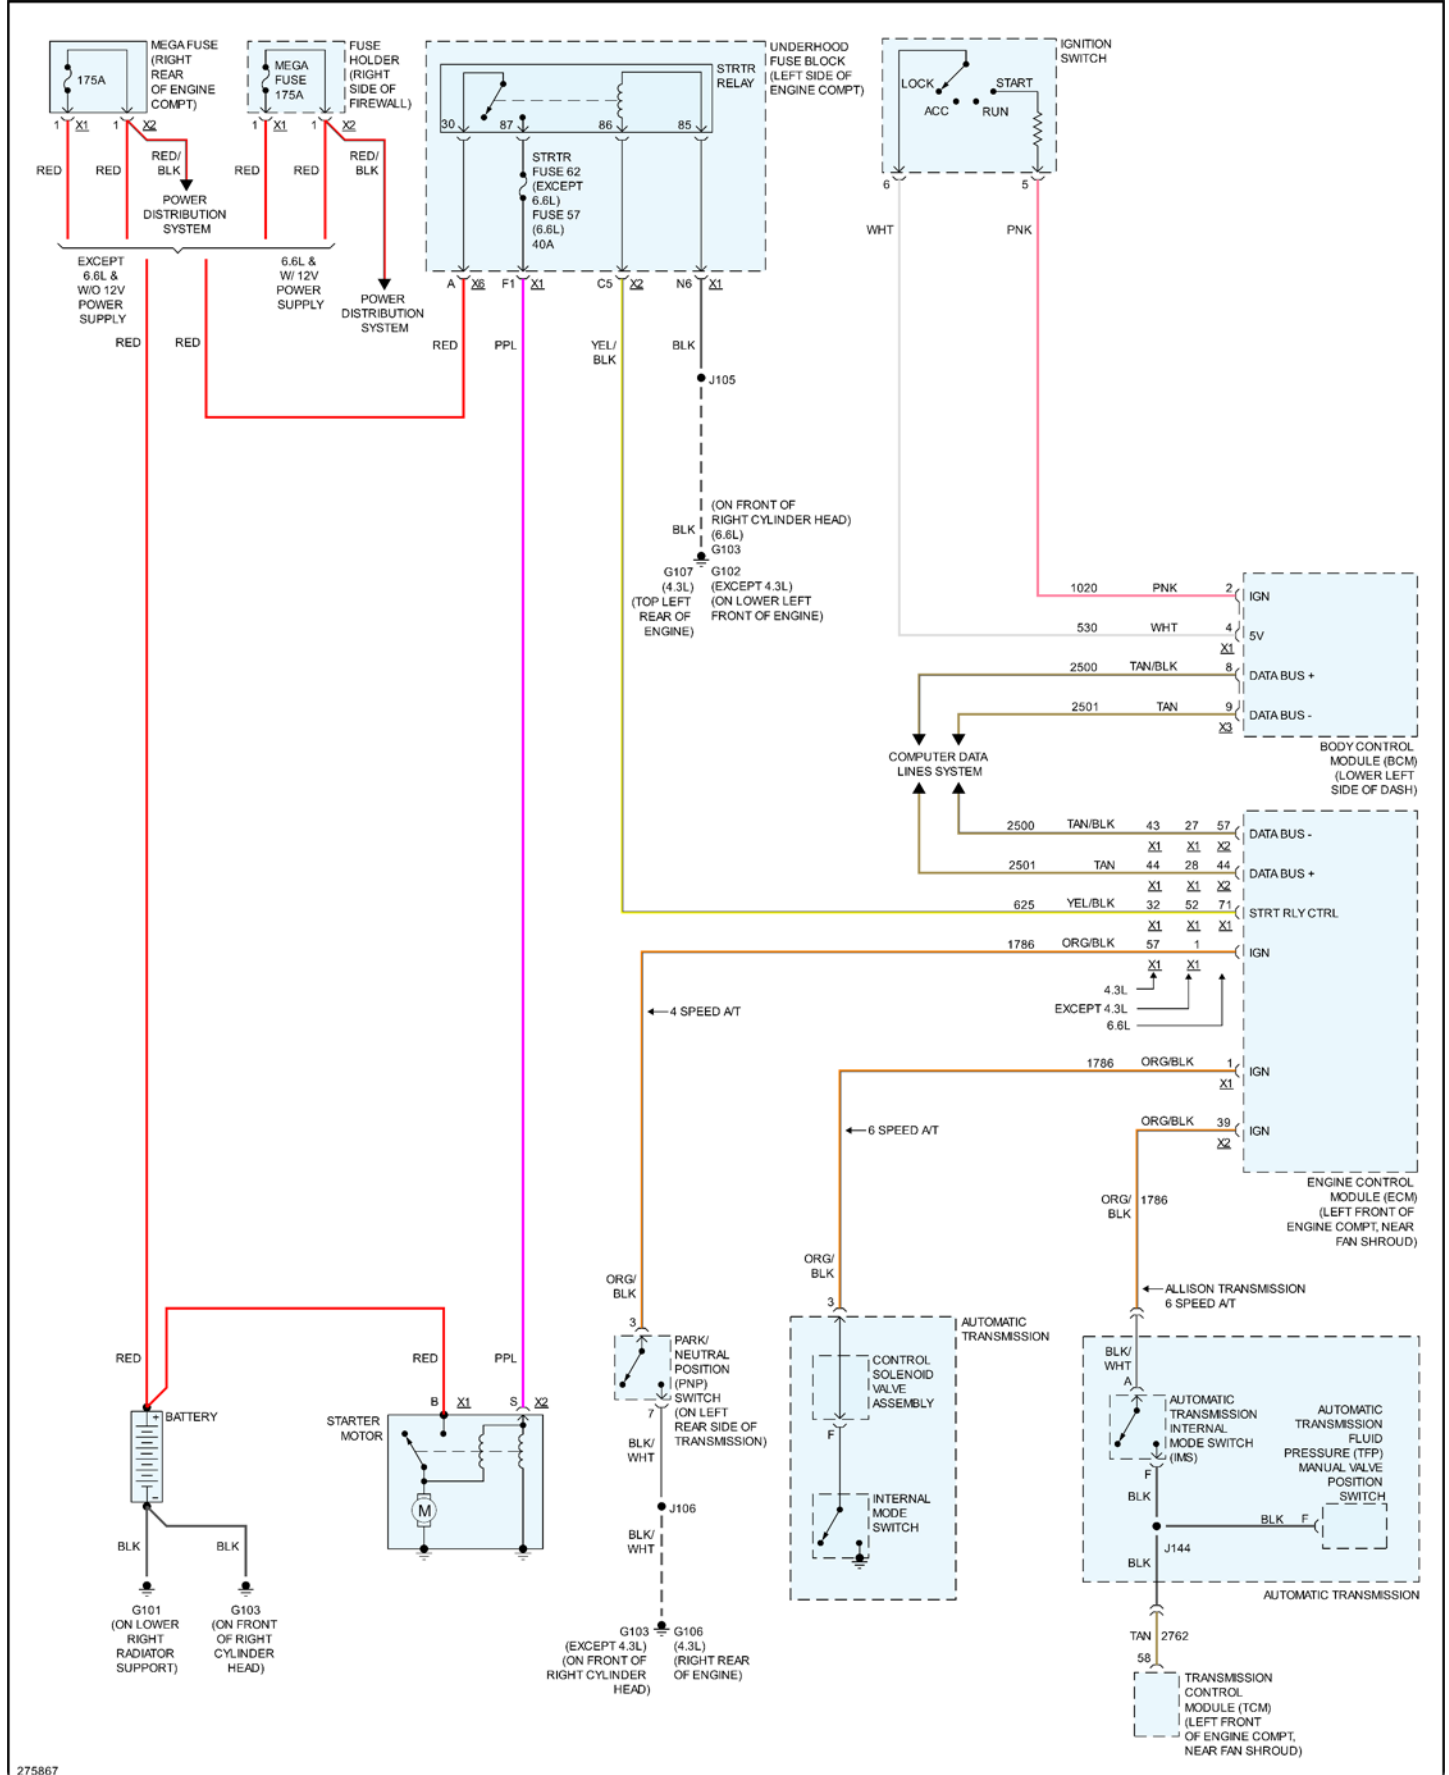 MEGA FUSE
(RIGHT
REAR
OF ENGINE
COMPT)
175A
1 X1
1 X2
FUSE
HOLDER
(RIGHT
SIDE OF
FIREWALL)
MEGA
FUSE
175A
1 X1
1 X2
RED
RED
RED/
BLK
RED
RED
RED/
BLK
POWER
DISTRIBUTION
SYSTEM
EXCEPT
6.6L &
W/O 12V
POWER
SUPPLY
6.6L &
W/ 12V
POWER
SUPPLY
POWER
DISTRIBUTION
SYSTEM
RED
RED
UNDERHOOD
FUSE BLOCK
(LEFT SIDE OF
ENGINE COMPT)
STRTR
RELAY
30
87
86
85
STRTR
FUSE 62
(EXCEPT
6.6L)
FUSE 57
(6.6L)
40A
A X6
F1 X1
C5 X2
N6 X1
RED
PPL
YEL/
BLK
BLK
J105
BLK
(ON FRONT OF
RIGHT CYLINDER HEAD)
(6.6L)
G103
G107
(4.3L)
(TOP LEFT
REAR OF
ENGINE)
G102
(EXCEPT 4.3L)
(ON LOWER LEFT
FRONT OF ENGINE)
IGNITION
SWITCH
LOCK
ACC
RUN
START
6
5
WHT
PNK
1020 PNK 2 IGN
530 WHT 4 5V
X1
2500 TAN/BLK 8 DATA BUS +
2501 TAN 9 DATA BUS -
X3
BODY CONTROL
MODULE (BCM)
(LOWER LEFT
SIDE OF DASH)
COMPUTER DATA
LINES SYSTEM
2500 TAN/BLK 43 27 57 DATA BUS -
X1 X1 X2
2501 TAN 44 28 44 DATA BUS +
X1 X1 X2
625 YEL/BLK 32 52 71 STRT RLY CTRL
X1 X1 X1
1786 ORG/BLK 57 1 IGN
X1 X1
4.3L
EXCEPT 4.3L
6.6L
4 SPEED A/T
1786 ORG/BLK 1 IGN
X1
6 SPEED A/T
ORG/BLK 39 IGN
X2
ENGINE CONTROL
MODULE (ECM)
(LEFT FRONT OF
ENGINE COMPT, NEAR
FAN SHROUD)
ORG/
BLK
1786
ALLISON TRANSMISSION
6 SPEED A/T
RED
BATTERY
+
-
BLK
BLK
G101
(ON LOWER
RIGHT
RADIATOR
SUPPORT)
G103
(ON FRONT
OF RIGHT
CYLINDER
HEAD)
RED
PPL
B X1
S X2
STARTER
MOTOR
M
ORG/
BLK
3
PARK/
NEUTRAL
POSITION
(PNP)
SWITCH
(ON LEFT
REAR SIDE OF
TRANSMISSION)
7
BLK/
WHT
J106
BLK/
WHT
G103
(EXCEPT 4.3L)
(ON FRONT OF
RIGHT CYLINDER
HEAD)
G106
(4.3L)
(RIGHT REAR
OF ENGINE)
ORG/
BLK
3
AUTOMATIC
TRANSMISSION
CONTROL
SOLENOID
VALVE
ASSEMBLY
F
INTERNAL
MODE
SWITCH
BLK/
WHT
A
AUTOMATIC
TRANSMISSION
INTERNAL
MODE SWITCH
(IMS)
F
BLK
AUTOMATIC
TRANSMISSION
FLUID
PRESSURE (TFP)
MANUAL VALVE
POSITION
SWITCH
BLK F
J144
BLK
AUTOMATIC TRANSMISSION
TAN 2762
58
TRANSMISSION
CONTROL
MODULE (TCM)
(LEFT FRONT
OF ENGINE COMPT,
NEAR FAN SHROUD)
275867